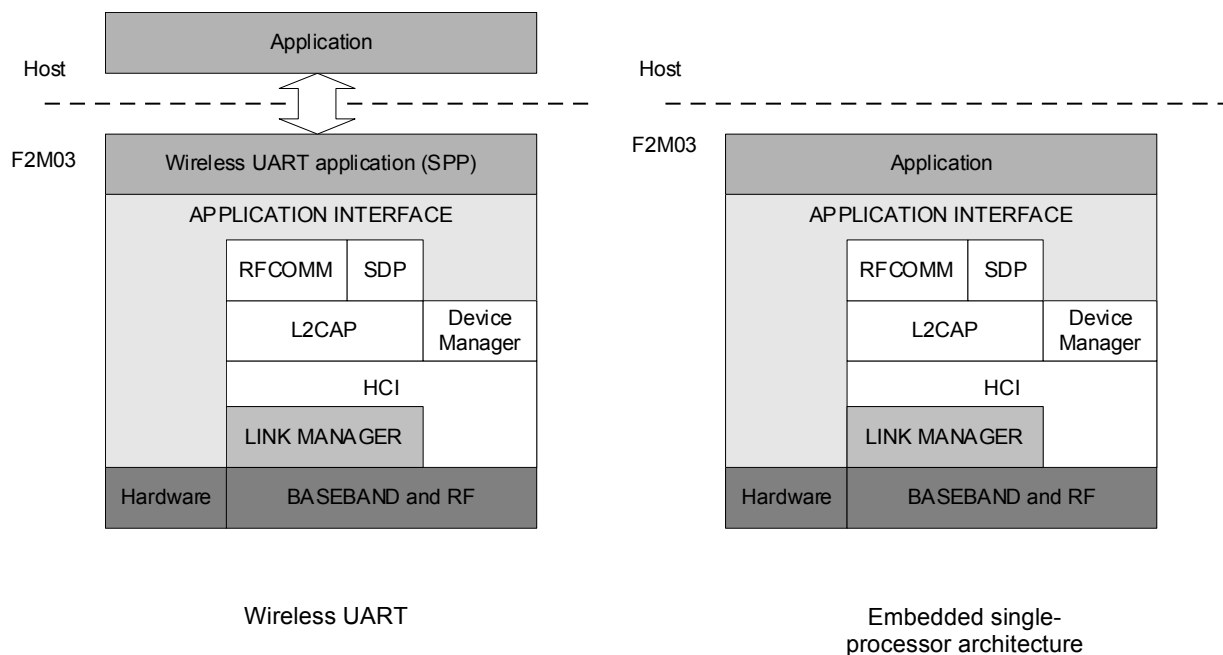 Application
Host
F2M03
Wireless UART application (SPP)
APPLICATION INTERFACE
RFCOMM
SDP
L2CAP
Device
Manager
HCI
LINK MANAGER
Hardware
BASEBAND and RF
Wireless UART
Host
F2M03
Application
APPLICATION INTERFACE
RFCOMM
SDP
L2CAP
Device
Manager
HCI
LINK MANAGER
Hardware
BASEBAND and RF
Embedded single-
processor architecture